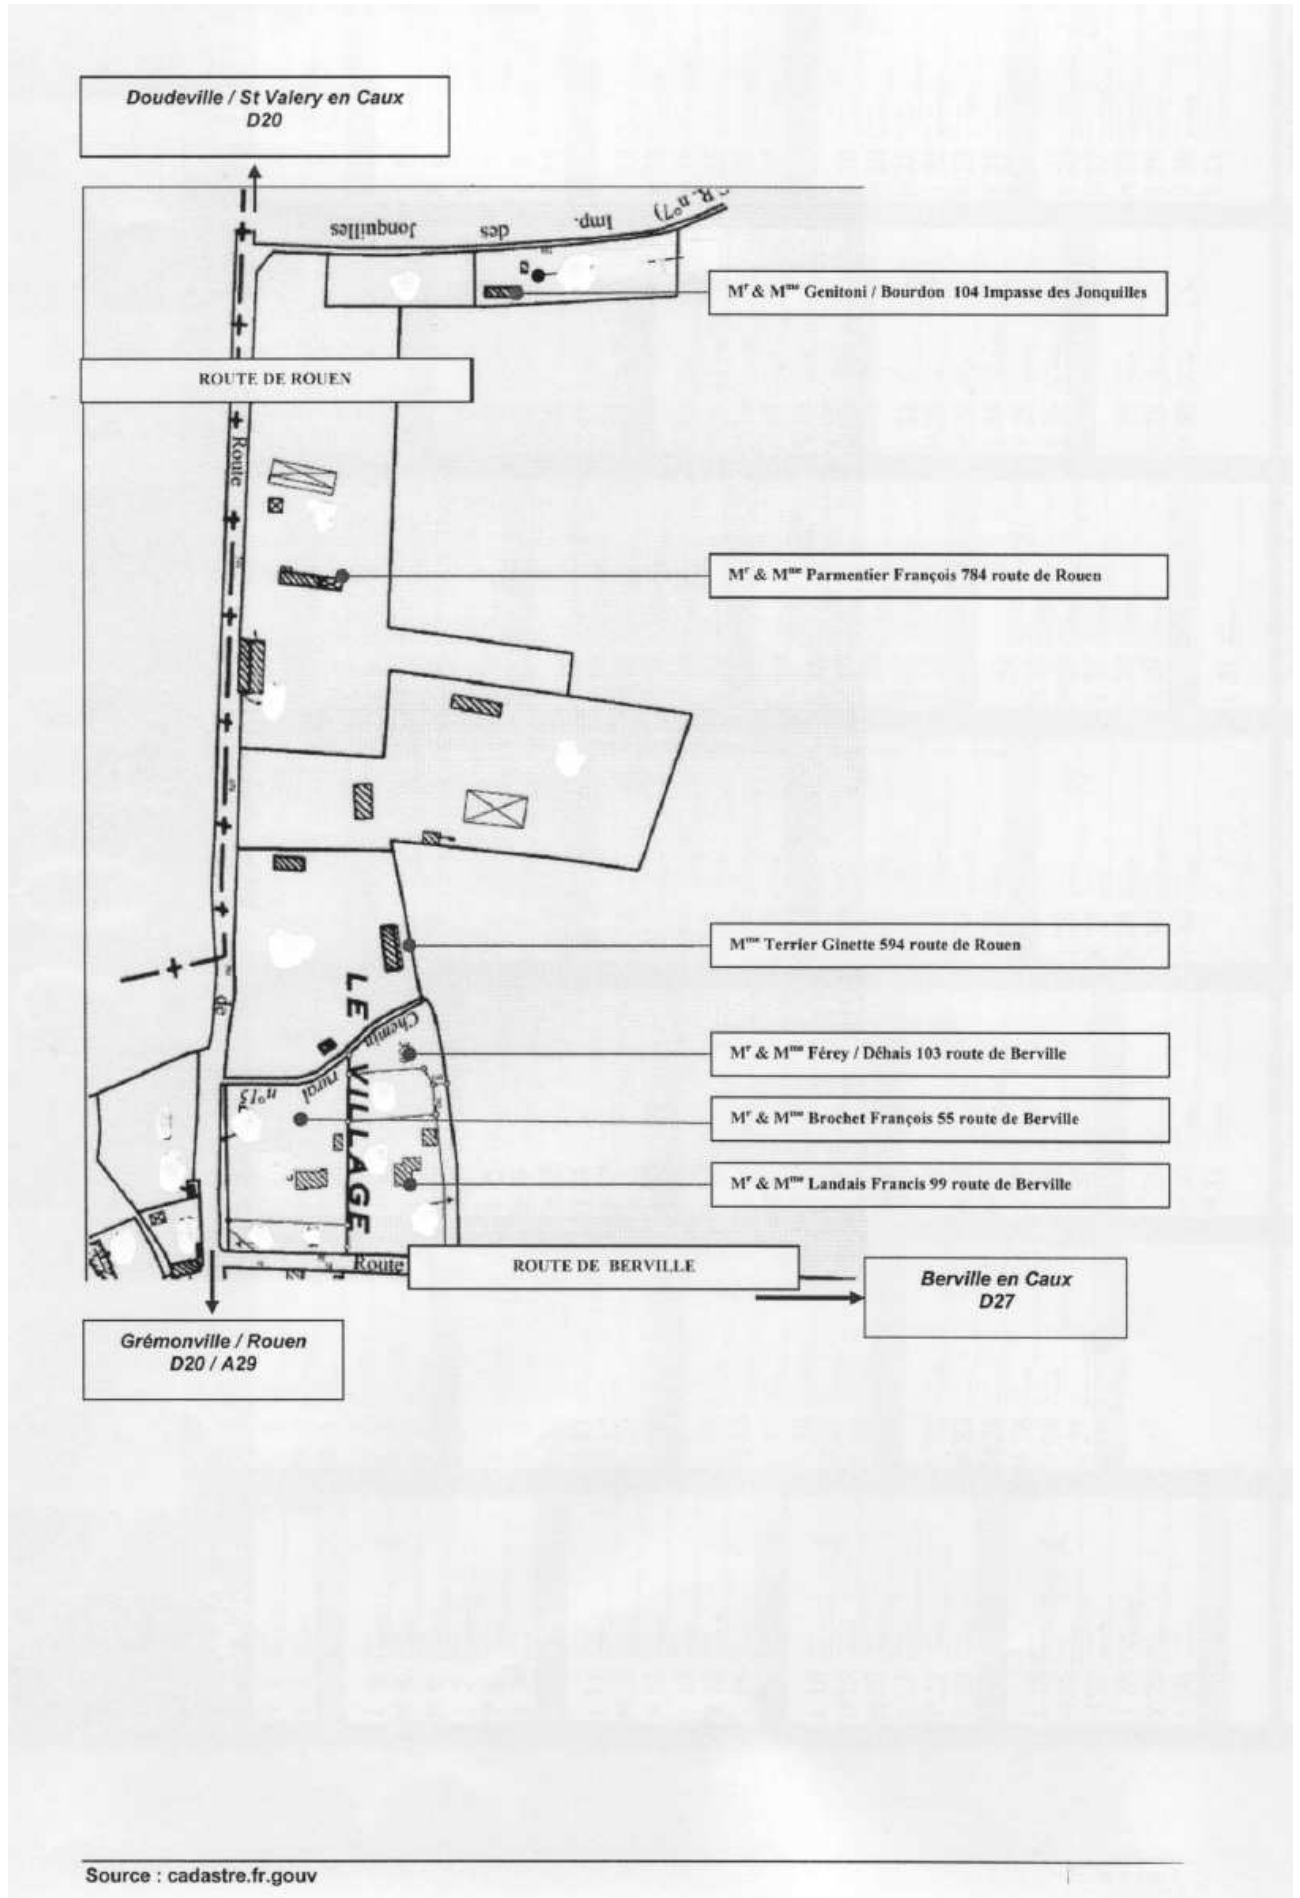 Doudeville / St Valery en Caux
D20
Imp. des Jonquilles
C.R. n°7)
Mr & Mme Genitoni / Bourdon 104 Impasse des Jonquilles
ROUTE DE ROUEN
Route
Mr & Mme Parmentier François 784 route de Rouen
Mme Terrier Ginette 594 route de Rouen
de
LE VILLAGE
Chemin rural n°15
Mr & Mme Férey / Déhais 103 route de Berville
Mr & Mme Brochet François 55 route de Berville
Mr & Mme Landais Francis 99 route de Berville
Route
ROUTE DE BERVILLE
Berville en Caux
D27
Grémonville / Rouen
D20 / A29
Source : cadastre.fr.gouv